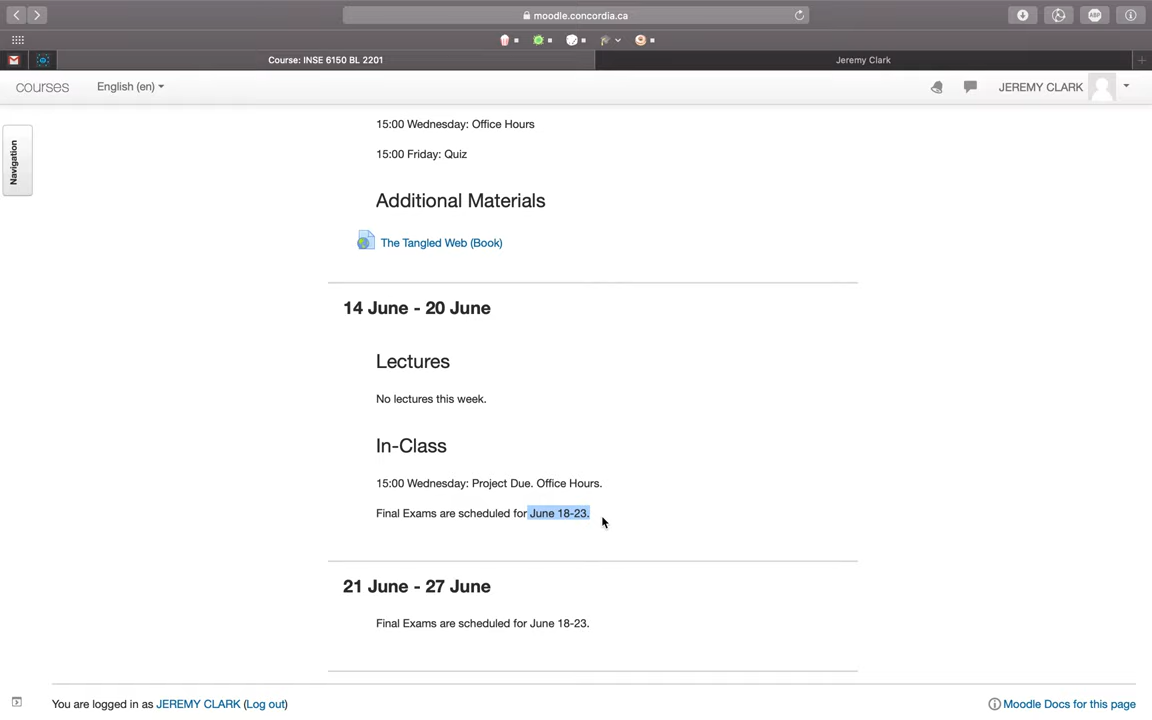 moodle.concordia.ca
ABP
Course: INSE 6150 BL 2201
Jeremy Clark
courses
English (en)
JEREMY CLARK
Navigation
15:00 Wednesday: Office Hours
15:00 Friday: Quiz
Additional Materials
The Tangled Web (Book)
14 June - 20 June
Lectures
No lectures this week.
In-Class
15:00 Wednesday: Project Due. Office Hours.
Final Exams are scheduled for June 18-23.
21 June - 27 June
Final Exams are scheduled for June 18-23.
You are logged in as JEREMY CLARK (Log out)
Moodle Docs for this page